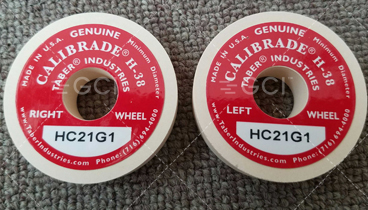 MADE IN U.S.A.
GENUINE
CALIBRADE® H-38
TABER® INDUSTRIES
Minimum Diameter
RIGHT WHEEL
HC21G1
www.TaberIndustries.com Phone:(716)694-4000
MADE IN U.S.A.
GENUINE
CALIBRADE® H-38
TABER® INDUSTRIES
Minimum Diameter
LEFT WHEEL
HC21G1
www.TaberIndustries.com Phone:(716)694-4000
GCI